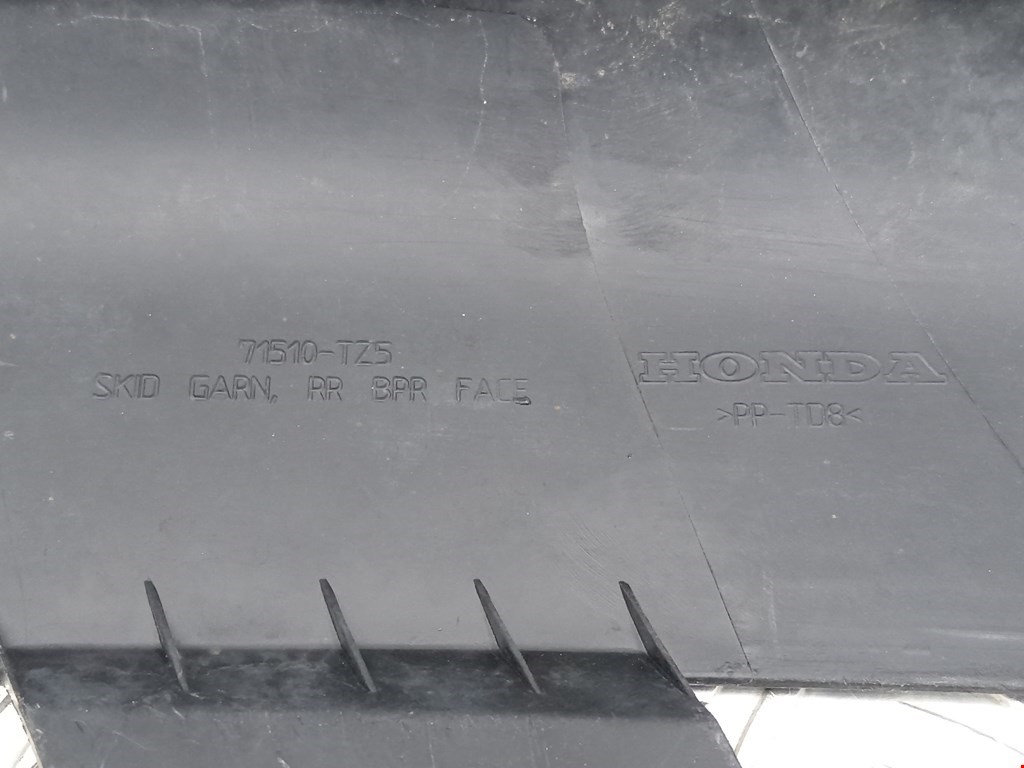 71510-TZ5
SKID GARN, RR BPR FACE
HONDA
>PP-TD8<